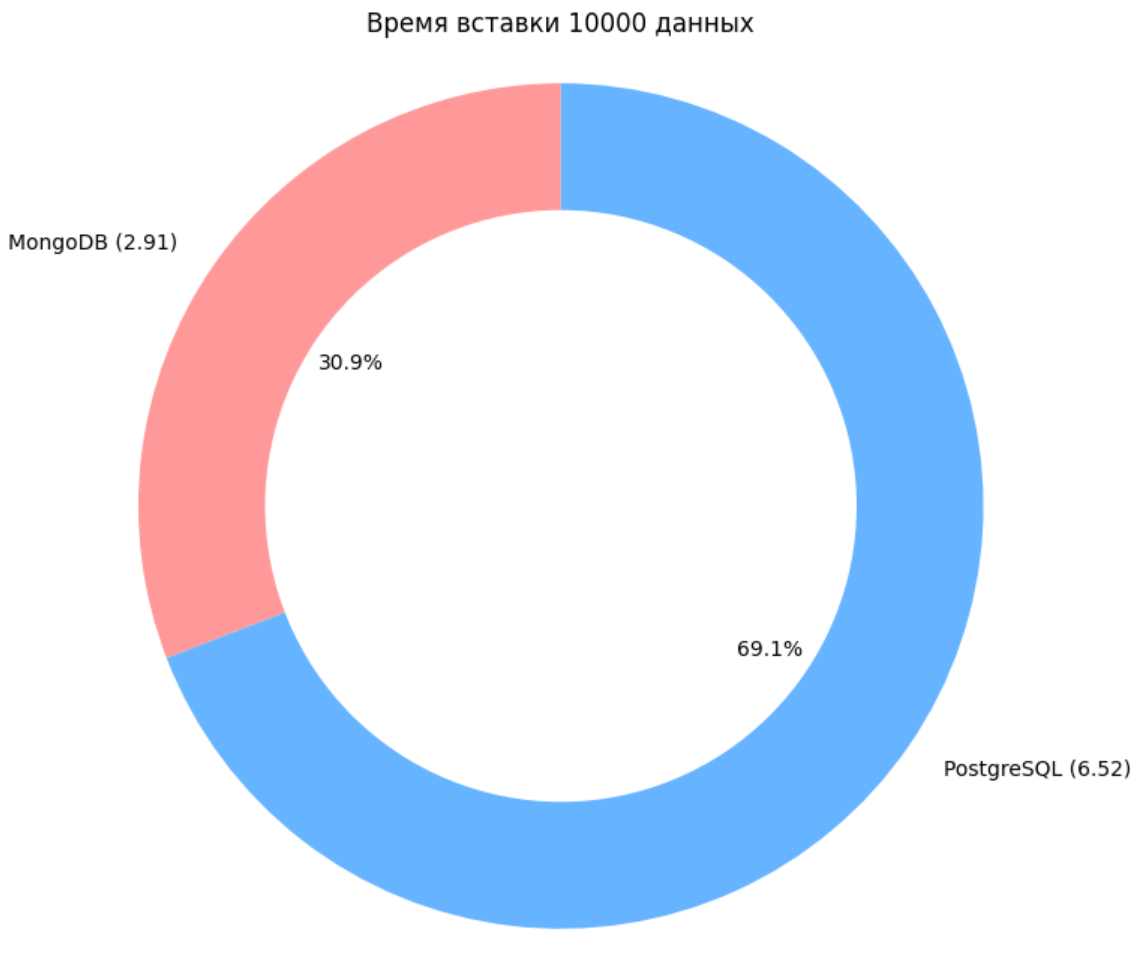 Время вставки 10000 данных
MongoDB (2.91)
30.9%
69.1%
PostgreSQL (6.52)